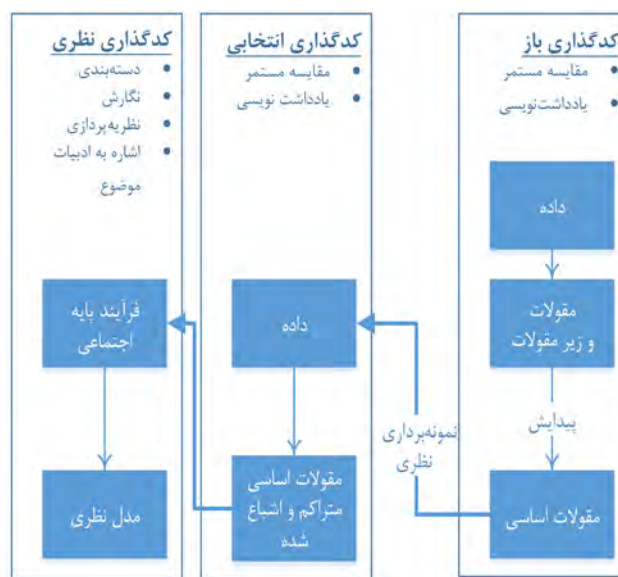 کدگذاری باز
مقایسه مستمر
یادداشت‌نویسی
داده
مقولات
و زیر مقولات
پیدایش
مقولات اساسی
نمونه‌برداری
نظری
کدگذاری انتخابی
مقایسه مستمر
یادداشت نویسی
داده
مقولات اساسی
متراکم و اشباع
شده
کدگذاری نظری
دسته‌بندی
نگارش
نظریه‌پردازی
اشاره به ادبیات
موضوع
فرآیند پایه
اجتماعی
مدل نظری